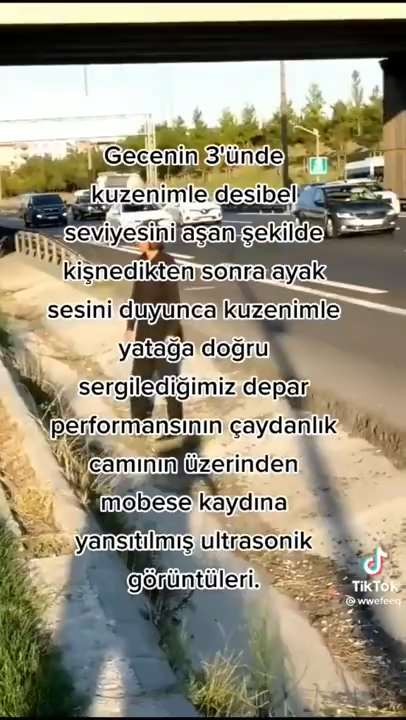 Gecenin 3'ünde
kuzenimle desibel
seviyesini aşan şekilde
kişnedikten sonra ayak
sesini duyunca kuzenimle
yatağa doğru
sergilediğimiz depar
performansının çaydanlık
camının üzerinden
mobese kaydına
yansıtılmış ultrasonik
görüntüleri.
TikTok
@wwefeeq